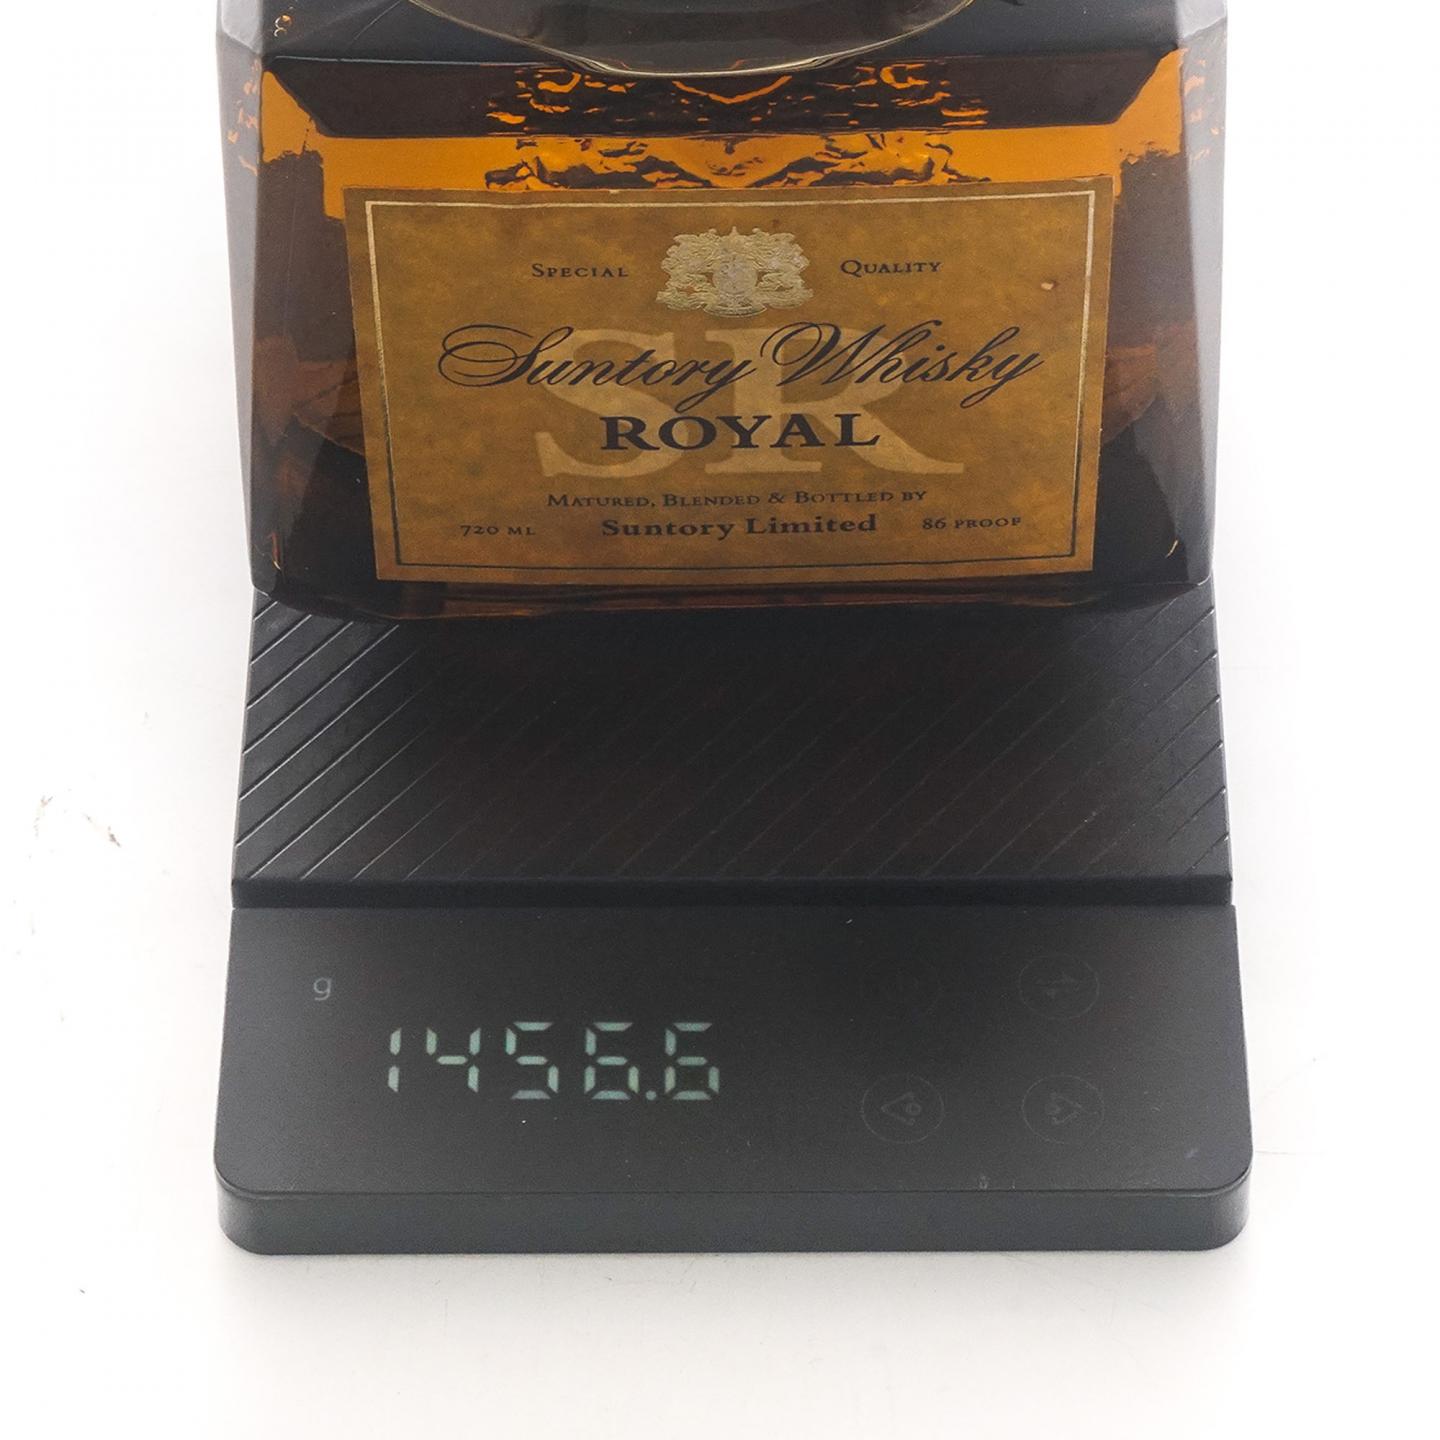 SPECIAL QUALITY
SR
Suntory Whisky
ROYAL
MATURED, BLENDED & BOTTLED BY
720 ML Suntory Limited 86 PROOF
g
1456.6